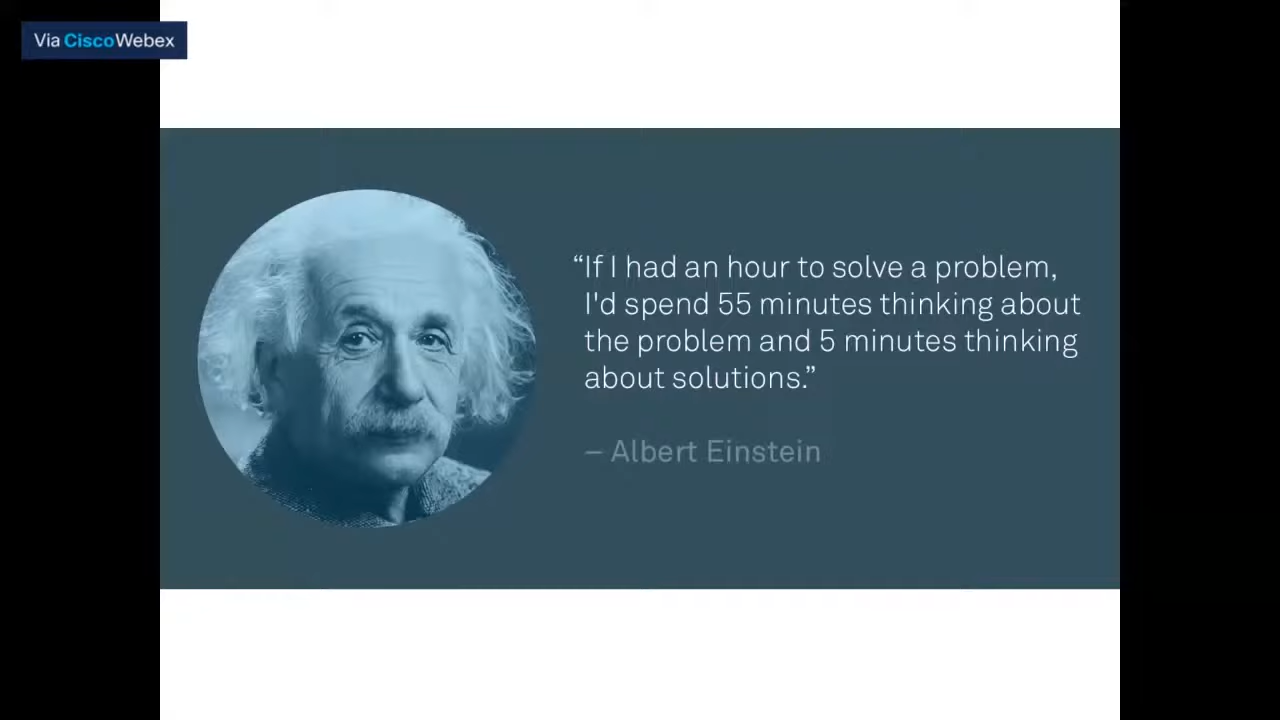 Via CiscoWebex
“If I had an hour to solve a problem,
I'd spend 55 minutes thinking about
the problem and 5 minutes thinking
about solutions.”
– Albert Einstein